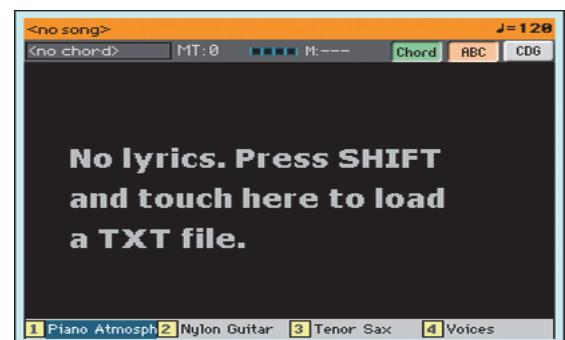 <no song> ♩=120
<no chord> MT:0 M:--- Chord ABC CDG
No lyrics. Press SHIFT
and touch here to load
a TXT file.
1 Piano Atmosph 2 Nylon Guitar 3 Tenor Sax 4 Voices